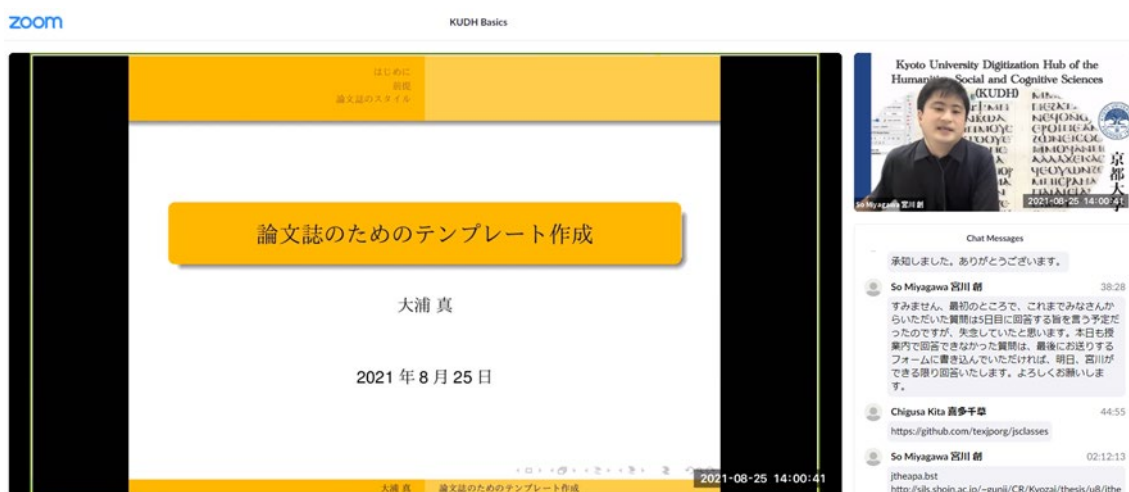 zoom
KUDH Basics
はじめに
前提
論文誌のスタイル
論文誌のためのテンプレート作成
大浦 真
2021 年 8 月 25 日
大浦 真 論文誌のためのテンプレート作成
2021-08-25 14:00:41
Kyoto University Digitization Hub of the
Humanities, Social and Cognitive Sciences
(KUDH)
京都大学
So Miyagawa 宮川 創
2021-08-25 14:00:41
Chat Messages
承知しました。ありがとうございます。
So Miyagawa 宮川 創 38:28
すみません、最初のところで、これまでみなさんか
らいただいた質問は5日目に回答する旨を言う予定だ
ったのですが、失念していたと思います。本日も授
業内で回答できなかった質問は、最後にお送りする
フォームに書き込んでいただければ、明日、宮川が
できる限り回答いたします。よろしくお願いしま
す。
Chigusa Kita 喜多千草 44:55
https://github.com/texjporg/jsclasses
So Miyagawa 宮川 創 02:12:13
jtheapa.bst
http://sils.shoin.ac.jp/~gunji/CR/Kyozai/thesis/u8/jthe